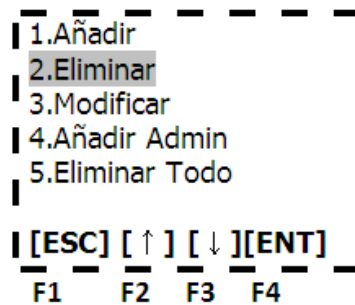 1.Añadir
2.Eliminar
3.Modificar
4.Añadir Admin
5.Eliminar Todo
[ESC] [ ↑ ] [ ↓ ][ENT]
F1 F2 F3 F4